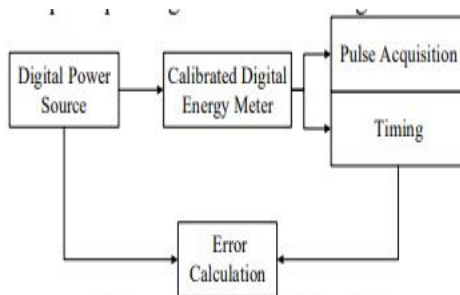 Digital Power
Source
Calibrated Digital
Energy Meter
Pulse Acquisition
Timing
Error
Calculation